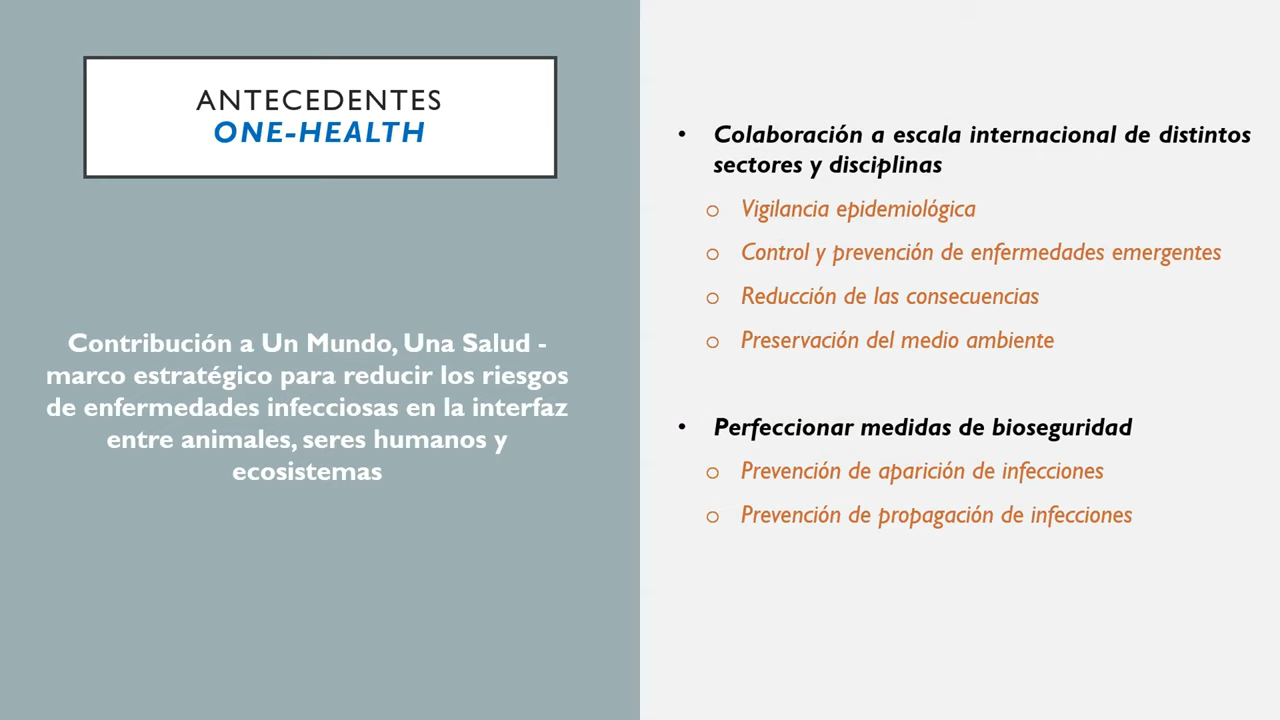 ANTECEDENTES
ONE-HEALTH
Contribución a Un Mundo, Una Salud -
marco estratégico para reducir los riesgos
de enfermedades infecciosas en la interfaz
entre animales, seres humanos y
ecosistemas
• Colaboración a escala internacional de distintos
sectores y disciplinas
o Vigilancia epidemiológica
o Control y prevención de enfermedades emergentes
o Reducción de las consecuencias
o Preservación del medio ambiente
• Perfeccionar medidas de bioseguridad
o Prevención de aparición de infecciones
o Prevención de propagación de infecciones